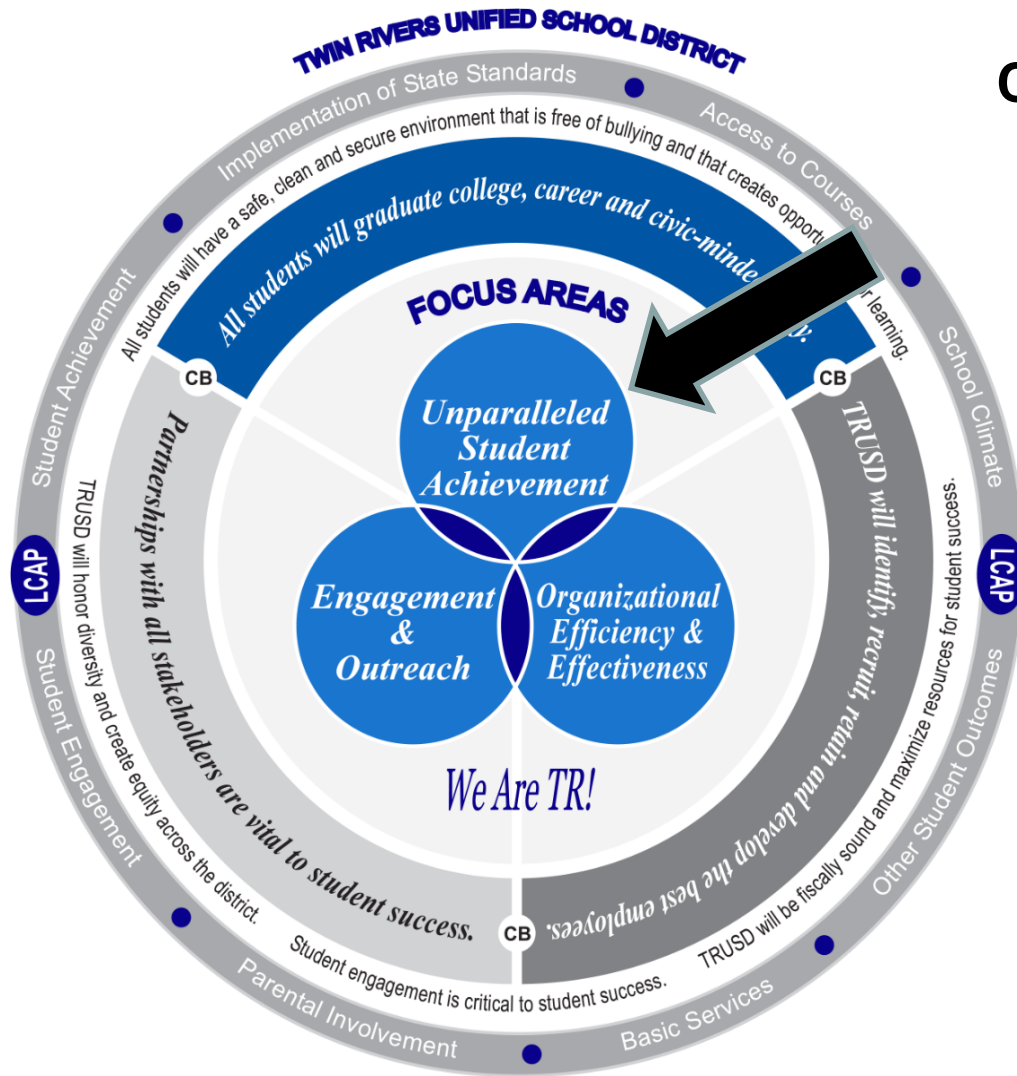 TWIN RIVERS UNIFIED SCHOOL DISTRICT
C
Implementation of State Standards
Access to Courses
School Climate
Other Student Outcomes
Basic Services
Parental Involvement
Student Engagement
Student Achievement
LCAP
LCAP
All students will have a safe, clean and secure environment that is free of bullying and that creates opportu
or learning.
TRUSD will be fiscally sound and maximize resources for student success.
Student engagement is critical to student success.
TRUSD will honor diversity and create equity across the district.
All students will graduate college, career and civic-minde
y.
CB
CB
CB
TRUSD will identify, recruit, retain and develop the best employees.
Partnerships with all stakeholders are vital to student success.
FOCUS AREAS
Unparalleled
Student
Achievement
Engagement
&
Outreach
Organizational
Efficiency &
Effectiveness
We Are TR!